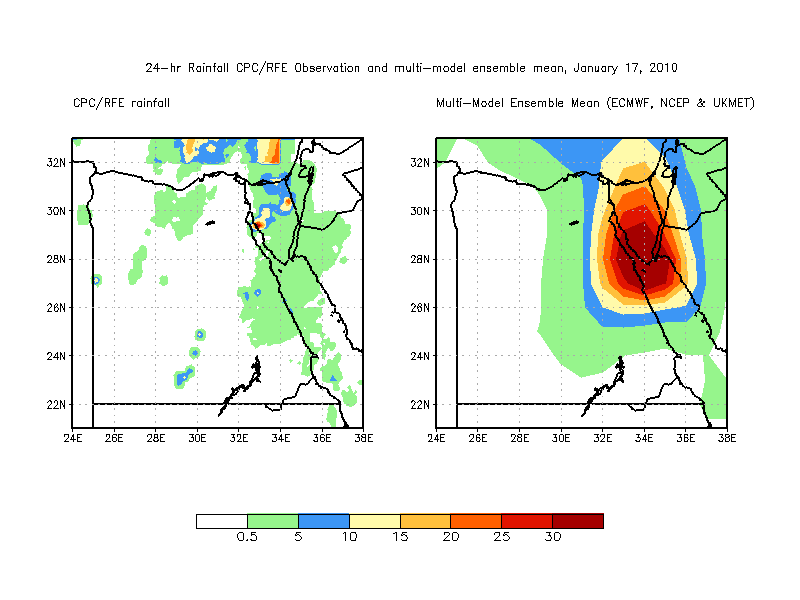 24-hr Rainfall CPC/RFE Observation and multi-model ensemble mean, January 17, 2010
CPC/RFE rainfall
Multi-Model Ensemble Mean (ECMWF, NCEP & UKMET)
32N
30N
28N
26N
24N
22N
24E 26E 28E 30E 32E 34E 36E 38E
32N
30N
28N
26N
24N
22N
24E 26E 28E 30E 32E 34E 36E 38E
0.5 5 10 15 20 25 30